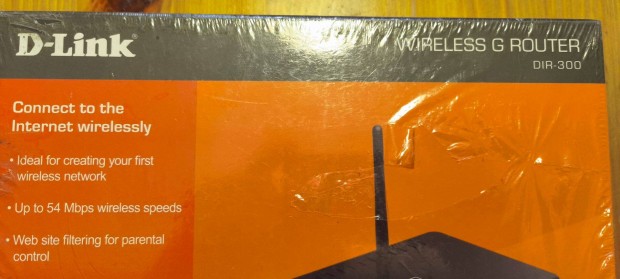 D-Link
WIRELESS G ROUTER
DIR-300
Connect to the
Internet wirelessly
• Ideal for creating your first
wireless network
• Up to 54 Mbps wireless speeds
• Web site filtering for parental
control